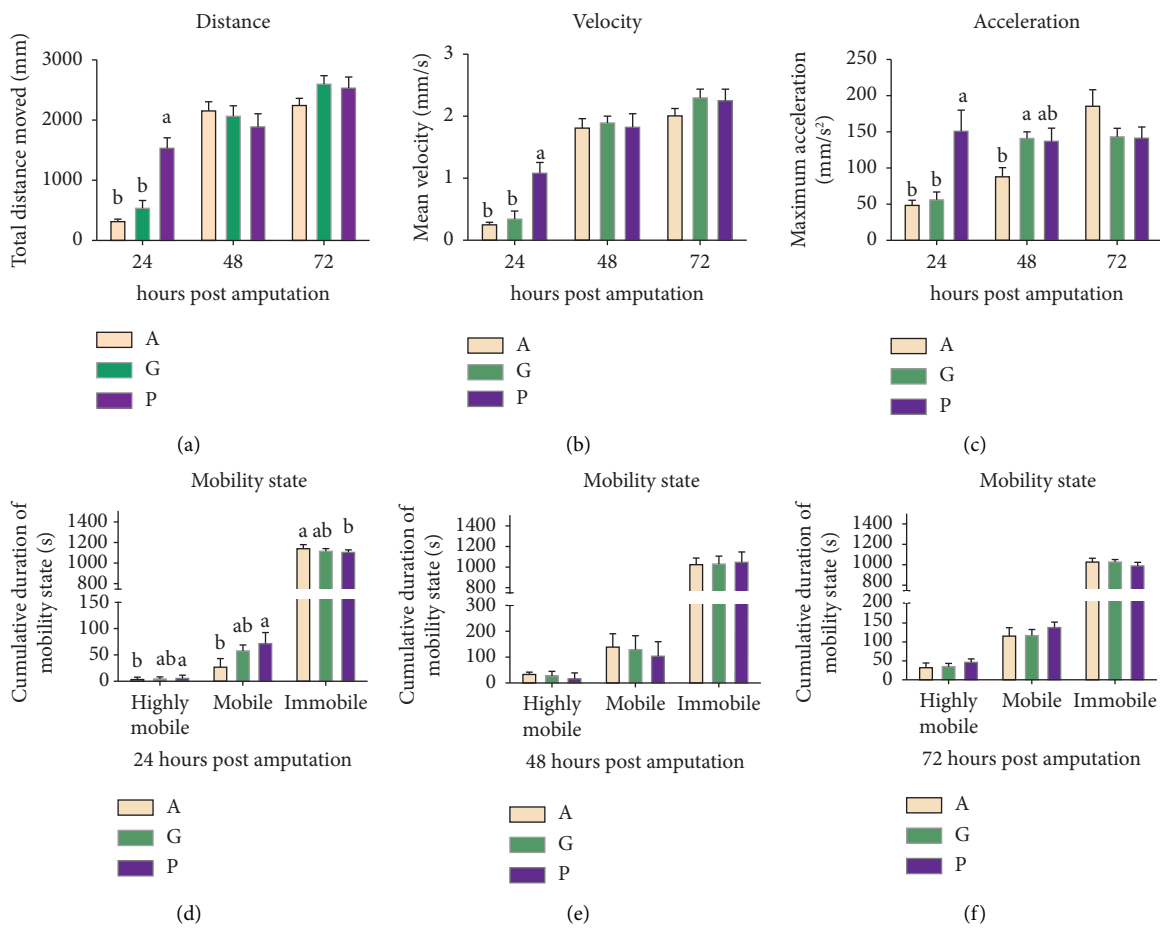 Distance
Total distance moved (mm)
3000
2000
1000
0
b
b
a
24
48
72
hours post amputation
A
G
P
(a)
Velocity
Mean velocity (mm/s)
3
2
1
0
b
b
a
24
48
72
hours post amputation
A
G
P
(b)
Acceleration
Maximum acceleration
(mm/s²)
250
200
150
100
50
0
b
b
a
b
a
ab
24
48
72
hours post amputation
A
G
P
(c)
Mobility state
Cumulative duration of
mobility state (s)
1400
1200
1000
800
150
100
50
0
b
ab
a
b
ab
a
a
ab
b
Highly
mobile
Mobile
Immobile
24 hours post amputation
A
G
P
(d)
Mobility state
Cumulative duration of
mobility state (s)
1400
1200
1000
800
600
300
200
100
0
Highly
mobile
Mobile
Immobile
48 hours post amputation
A
G
P
(e)
Mobility state
Cumulative duration of
mobility state (s)
1400
1200
1000
800
600
200
150
100
50
0
Highly
mobile
Mobile
Immobile
72 hours post amputation
A
G
P
(f)